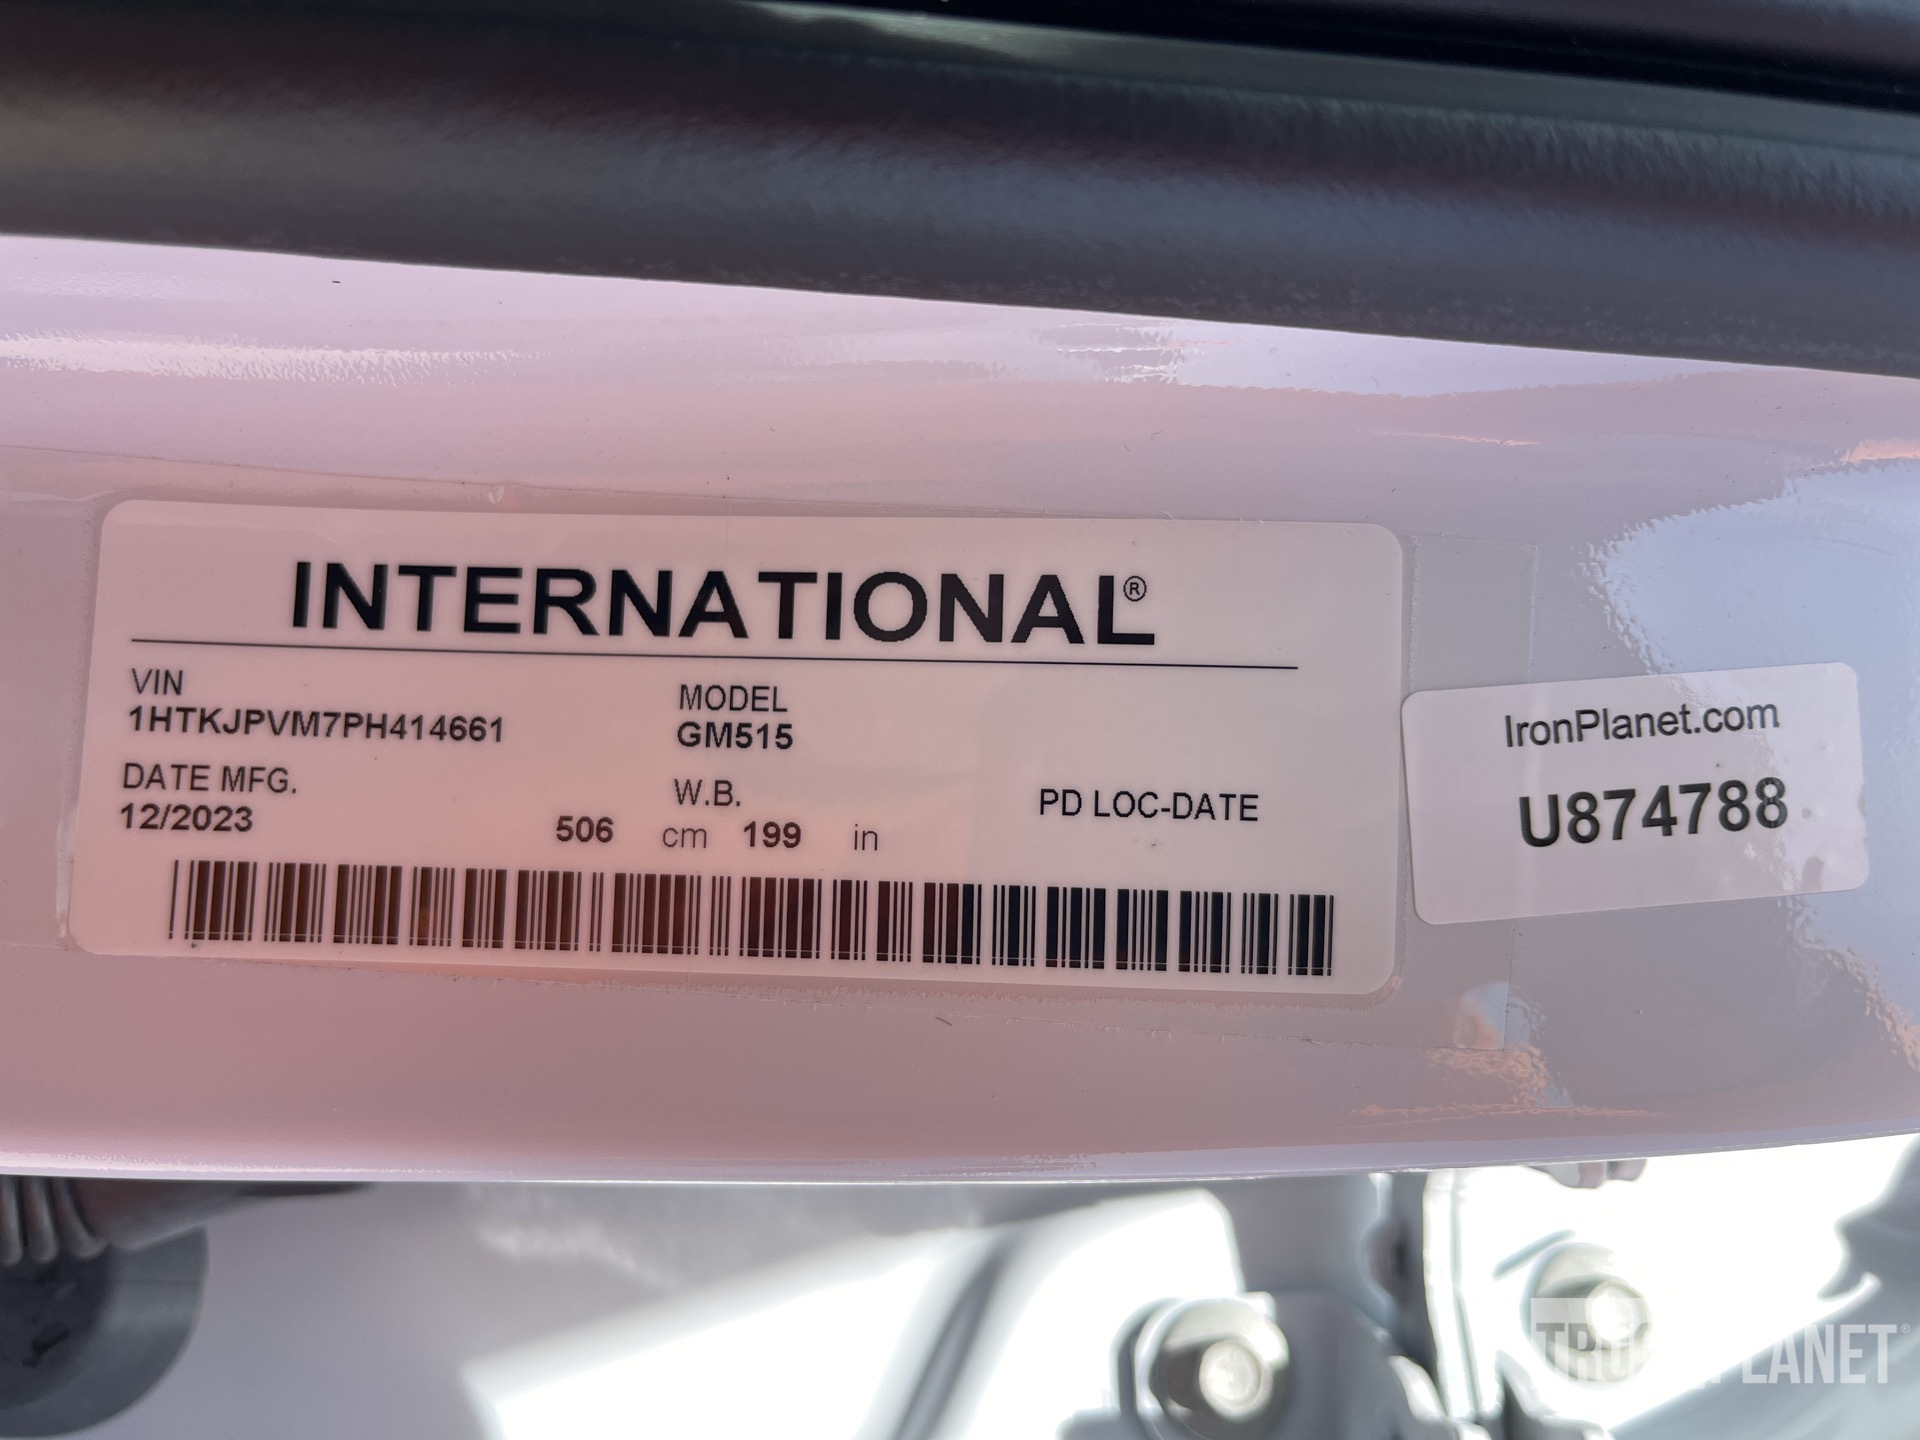 INTERNATIONAL®
VIN
1HTKJPVM7PH414661
MODEL
GM515
DATE MFG.
12/2023
W.B.
506 cm 199 in
PD LOC-DATE
IronPlanet.com
U874788
TRUCKPLANET®